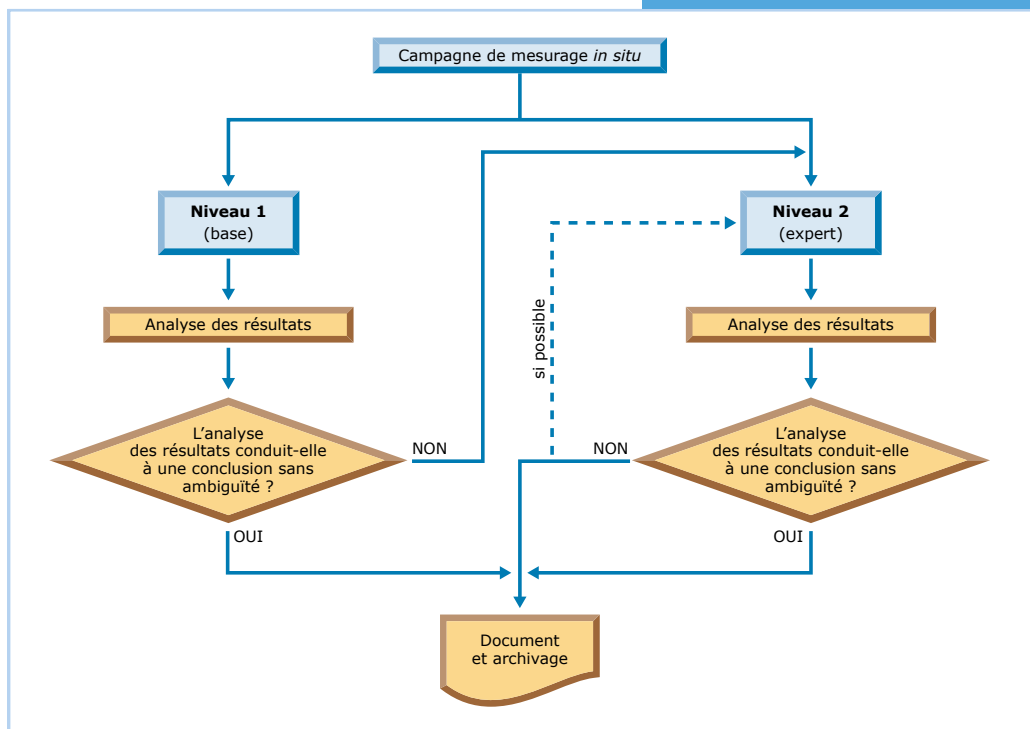 Campagne de mesurage in situ
Niveau 1
(base)
Niveau 2
(expert)
Analyse des résultats
Analyse des résultats
si possible
L’analyse
des résultats conduit-elle
à une conclusion sans
ambiguïté ?
NON
NON
L’analyse
des résultats conduit-elle
à une conclusion sans
ambiguïté ?
OUI
OUI
Document
et archivage